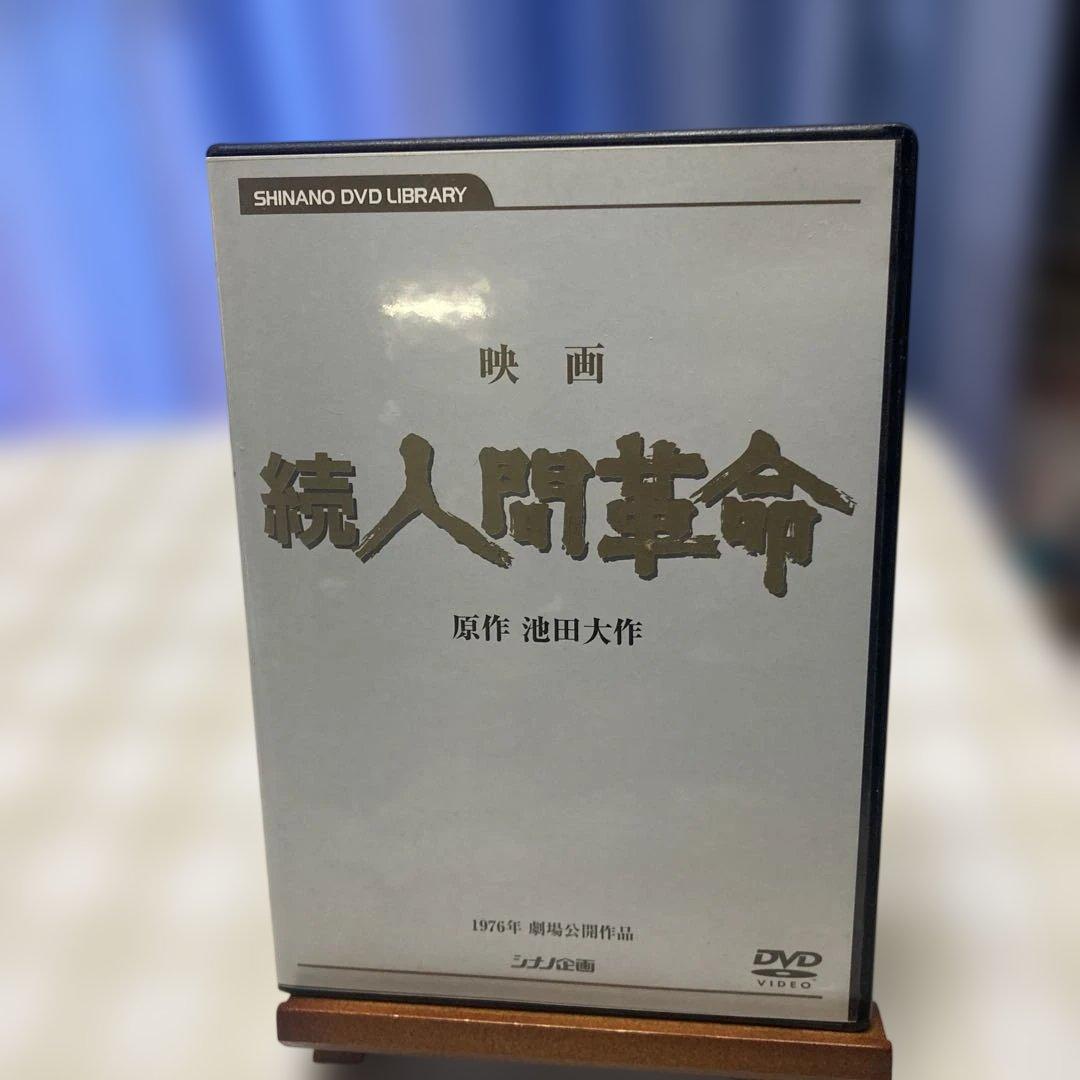 SHINANO DVD LIBRARY
映 画
続人間革命
原作 池田大作
1976年 劇場公開作品
シナノ企画
DVD
VIDEO